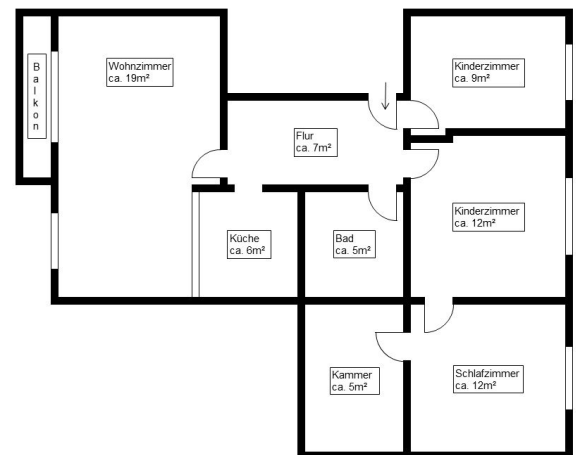 B
a
l
k
o
n
Wohnzimmer
ca. 19m²
Kinderzimmer
ca. 9m²
Flur
ca. 7m²
Kinderzimmer
ca. 12m²
Küche
ca. 6m²
Bad
ca. 5m²
Kammer
ca. 5m²
Schlafzimmer
ca. 12m²